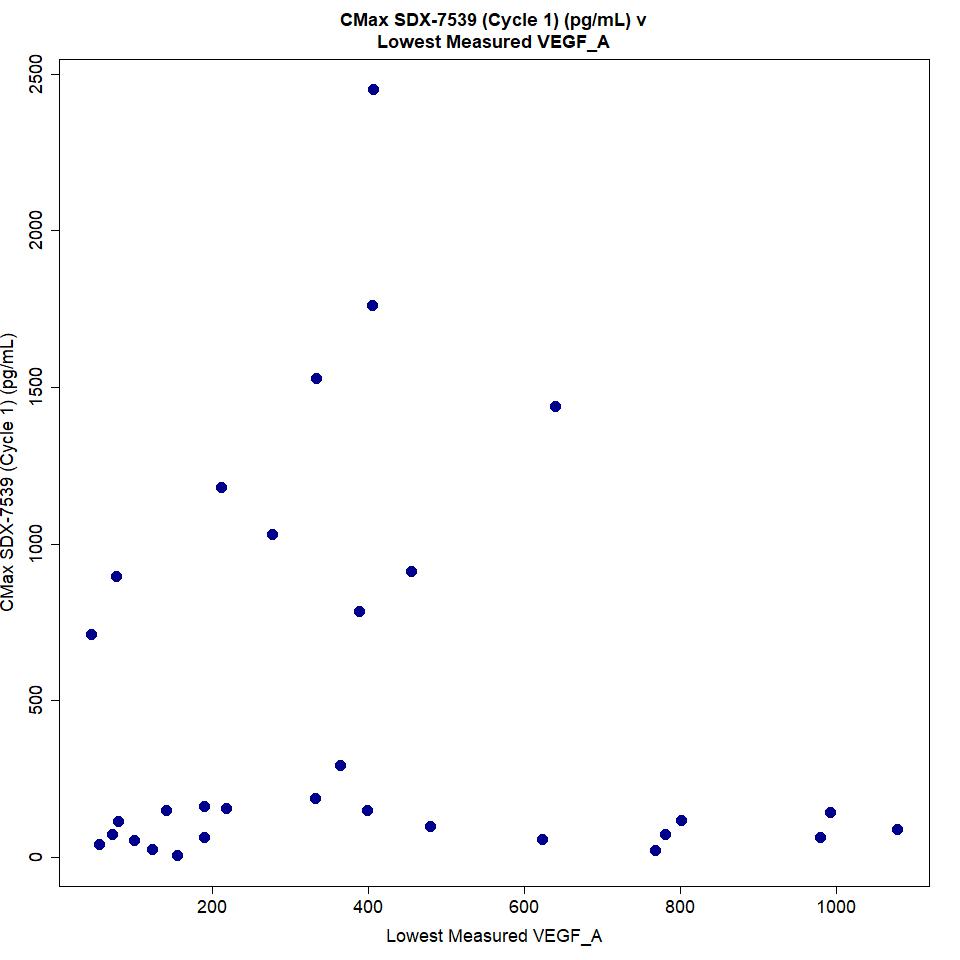 CMax SDX-7539 (Cycle 1) (pg/mL) v
Lowest Measured VEGF_A
CMax SDX-7539 (Cycle 1) (pg/mL)
2500
2000
1500
1000
500
0
200
400
600
800
1000
Lowest Measured VEGF_A